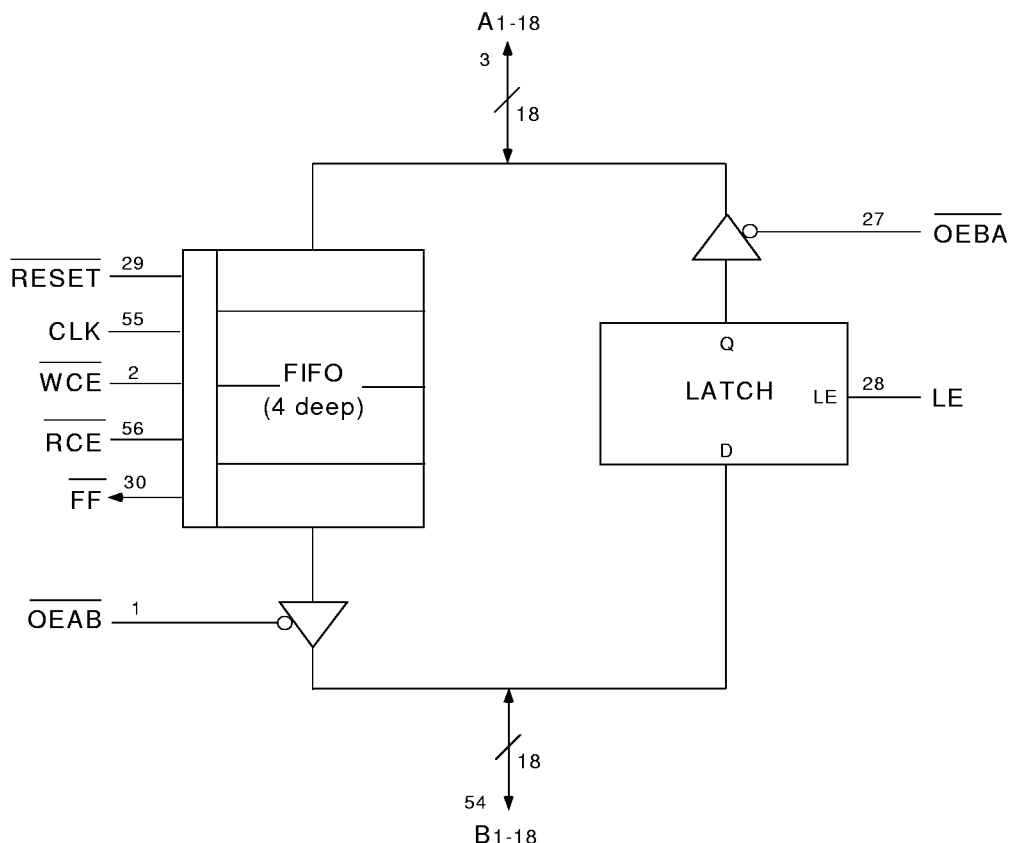 A1-18
3
18
27
OEBA
RESET 29
CLK 55
WCE 2
RCE 56
FF 30
FIFO
(4 deep)
Q
LATCH
LE
28
LE
D
OEAB 1
18
54
B1-18